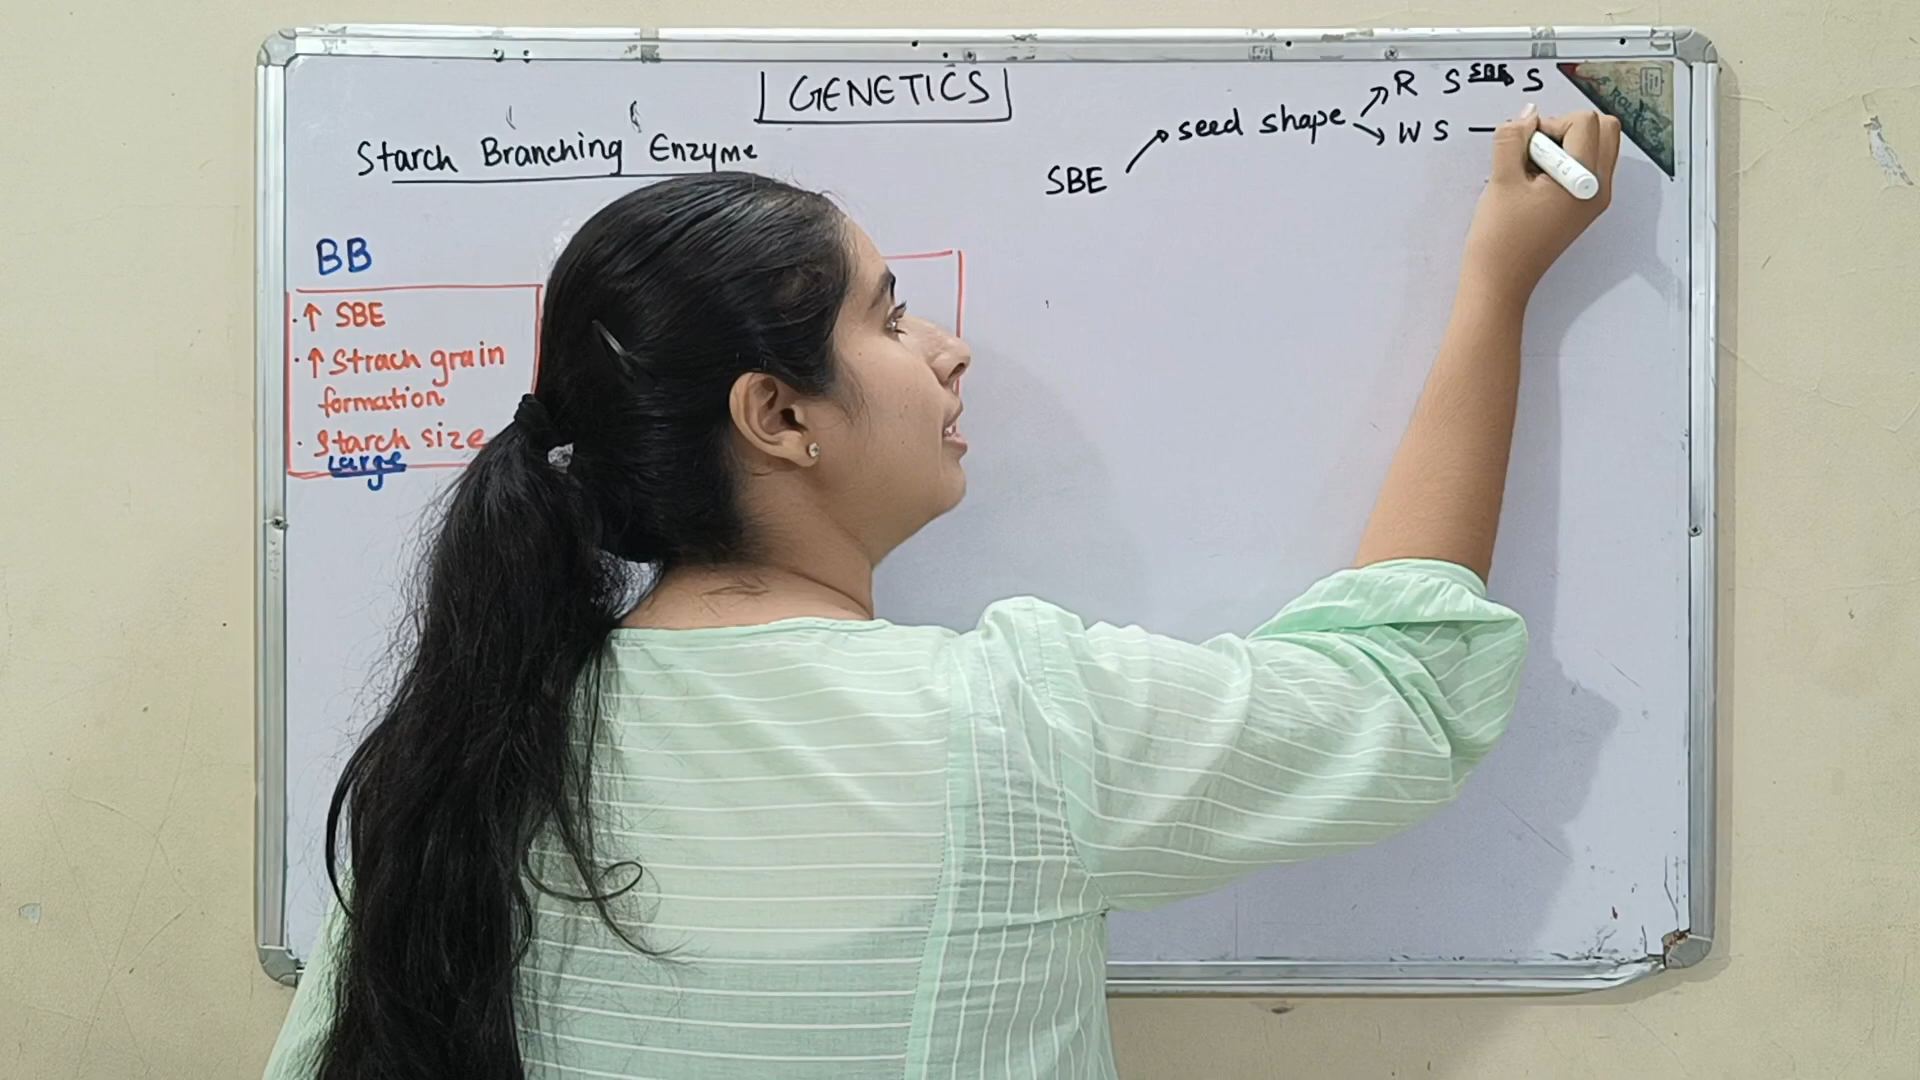 GENETICS
Starch Branching Enzyme
BB
· ↑ SBE
· ↑ Strach grain
formation
· Starch size
Large
SBE
seed shape
R S SBE S
W S —